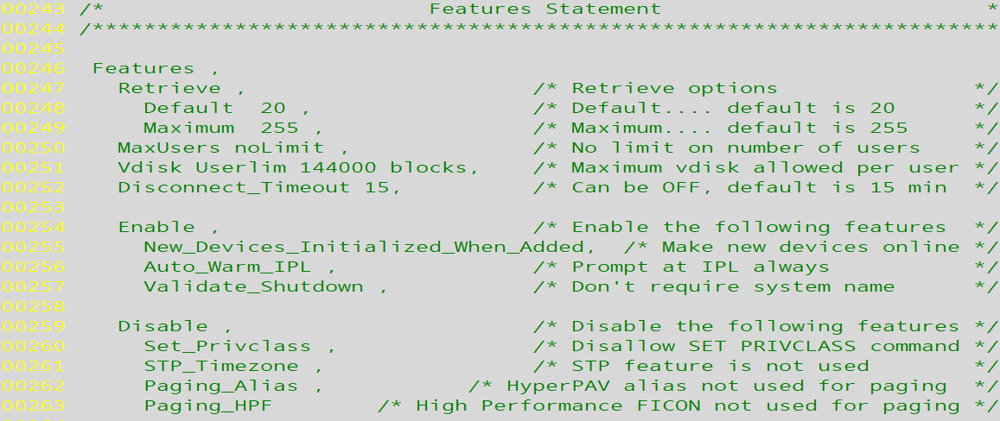 00243 /* Features Statement *
00244 /**********************************************************************
00245
00246 Features ,
00247 Retrieve , /* Retrieve options */
00248 Default 20 , /* Default.... default is 20 */
00249 Maximum 255 , /* Maximum.... default is 255 */
00250 MaxUsers noLimit , /* No limit on number of users */
00251 Vdisk Userlim 144000 blocks, /* Maximum vdisk allowed per user */
00252 Disconnect_Timeout 15, /* Can be OFF, default is 15 min */
00253
00254 Enable , /* Enable the following features */
00255 New_Devices_Initialized_When_Added, /* Make new devices online */
00256 Auto_Warm_IPL , /* Prompt at IPL always */
00257 Validate_Shutdown , /* Don't require system name */
00258
00259 Disable , /* Disable the following features */
00260 Set_Privclass , /* Disallow SET PRIVCLASS command */
00261 STP_Timezone , /* STP feature is not used */
00262 Paging_Alias , /* HyperPAV alias not used for paging */
00263 Paging_HPF /* High Performance FICON not used for paging */